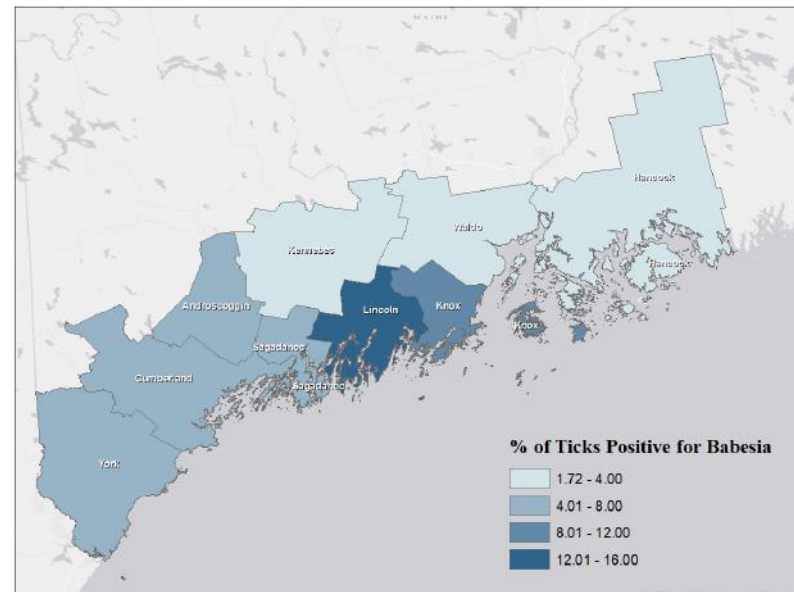 MAINE
Hancock
Waldo
Kennebec
Hancock
Androscoggin
Lincoln
Knox
Knox
Sagadahoc
Cumberland
Sagadahoc
York
% of Ticks Positive for Babesia
1.72 - 4.00
4.01 - 8.00
8.01 - 12.00
12.01 - 16.00